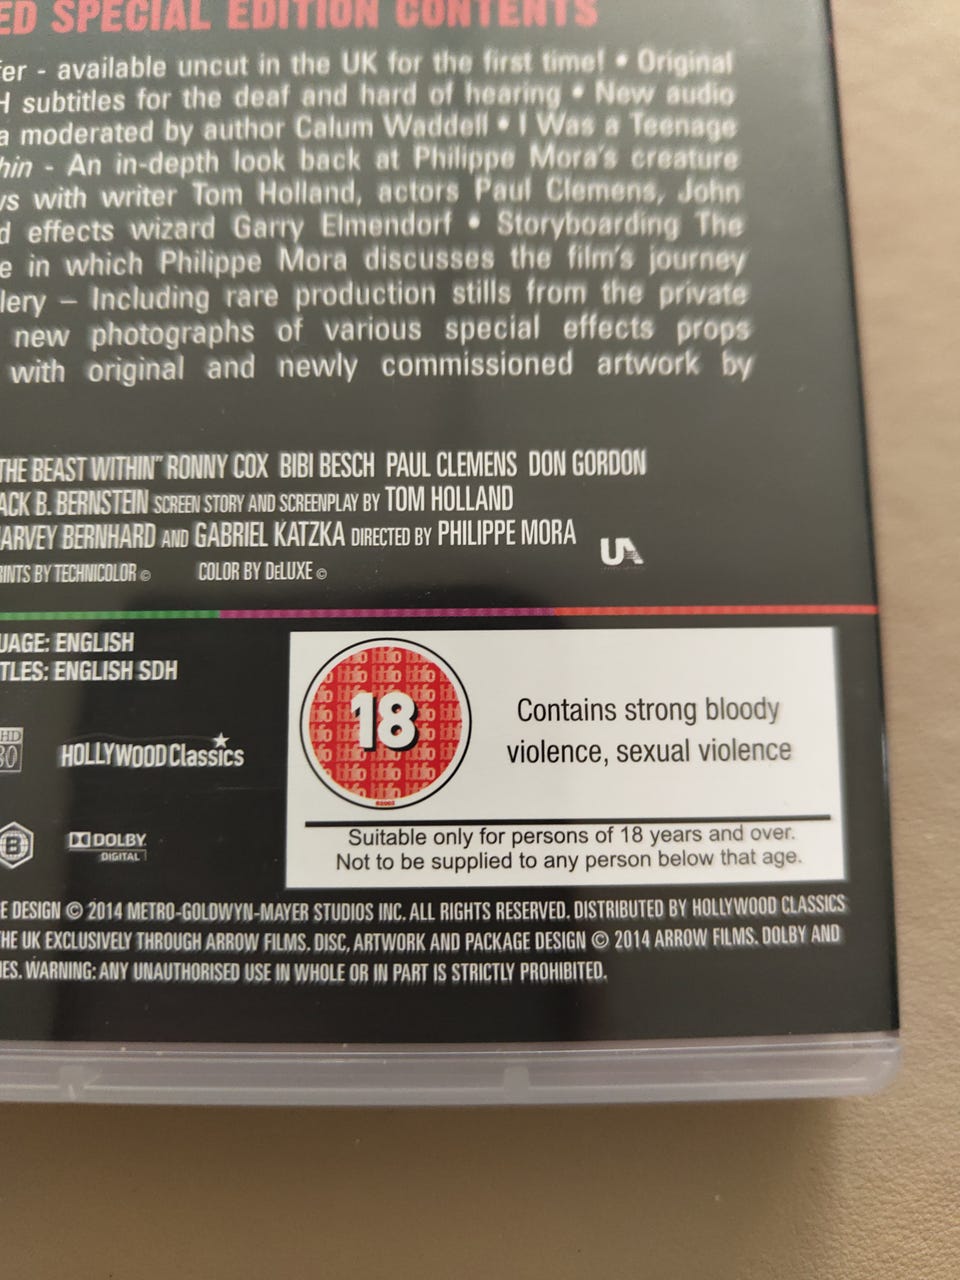 ED SPECIAL EDITION CONTENTS
fer - available uncut in the UK for the first time! • Original
H subtitles for the deaf and hard of hearing • New audio
a moderated by author Calum Waddell • I Was a Teenage
hin - An in-depth look back at Philippe Mora's creature
ws with writer Tom Holland, actors Paul Clemens, John
d effects wizard Garry Elmendorf • Storyboarding The
e in which Philippe Mora discusses the film's journey
lery – Including rare production stills from the private
new photographs of various special effects props
with original and newly commissioned artwork by
THE BEAST WITHIN" RONNY COX BIBI BESCH PAUL CLEMENS DON GORDON
ACK B. BERNSTEIN SCREEN STORY AND SCREENPLAY BY TOM HOLLAND
ARVEY BERNHARD AND GABRIEL KATZKA DIRECTED BY PHILIPPE MORA
UA
RINTS BY TECHNICOLOR © COLOR BY DeLUXE ©
UAGE: ENGLISH
TLES: ENGLISH SDH
HD
80
HOLLYWOOD Classics
B
DOLBY
DIGITAL
bbfc
18
Contains strong bloody
violence, sexual violence
Suitable only for persons of 18 years and over.
Not to be supplied to any person below that age.
E DESIGN © 2014 METRO-GOLDWYN-MAYER STUDIOS INC. ALL RIGHTS RESERVED. DISTRIBUTED BY HOLLYWOOD CLASSICS
HE UK EXCLUSIVELY THROUGH ARROW FILMS. DISC, ARTWORK AND PACKAGE DESIGN © 2014 ARROW FILMS. DOLBY AND
IES. WARNING: ANY UNAUTHORISED USE IN WHOLE OR IN PART IS STRICTLY PROHIBITED.